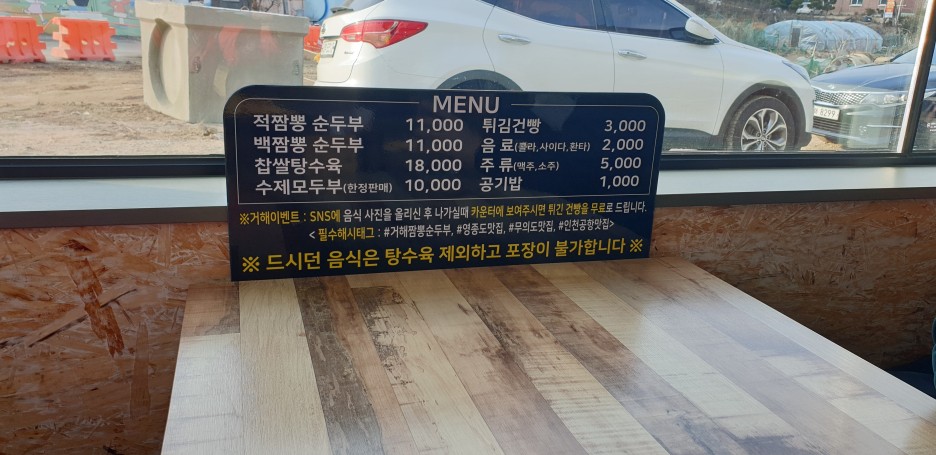 MENU
적짬뽕 순두부 11,000
백짬뽕 순두부 11,000
찹쌀탕수육 18,000
수제모두부(한정판매) 10,000
튀김건빵 3,000
음 료(콜라,사이다,환타) 2,000
주 류(맥주,소주) 5,000
공기밥 1,000
※거해이벤트 : SNS에 음식 사진을 올리신 후 나가실때 카운터에 보여주시면 튀긴 건빵을 무료로 드립니다.
< 필수해시태그 : #거해짬뽕순두부, #영종도맛집, #무의도맛집, #인천공항맛집>
※ 드시던 음식은 탕수육 제외하고 포장이 불가합니다 ※